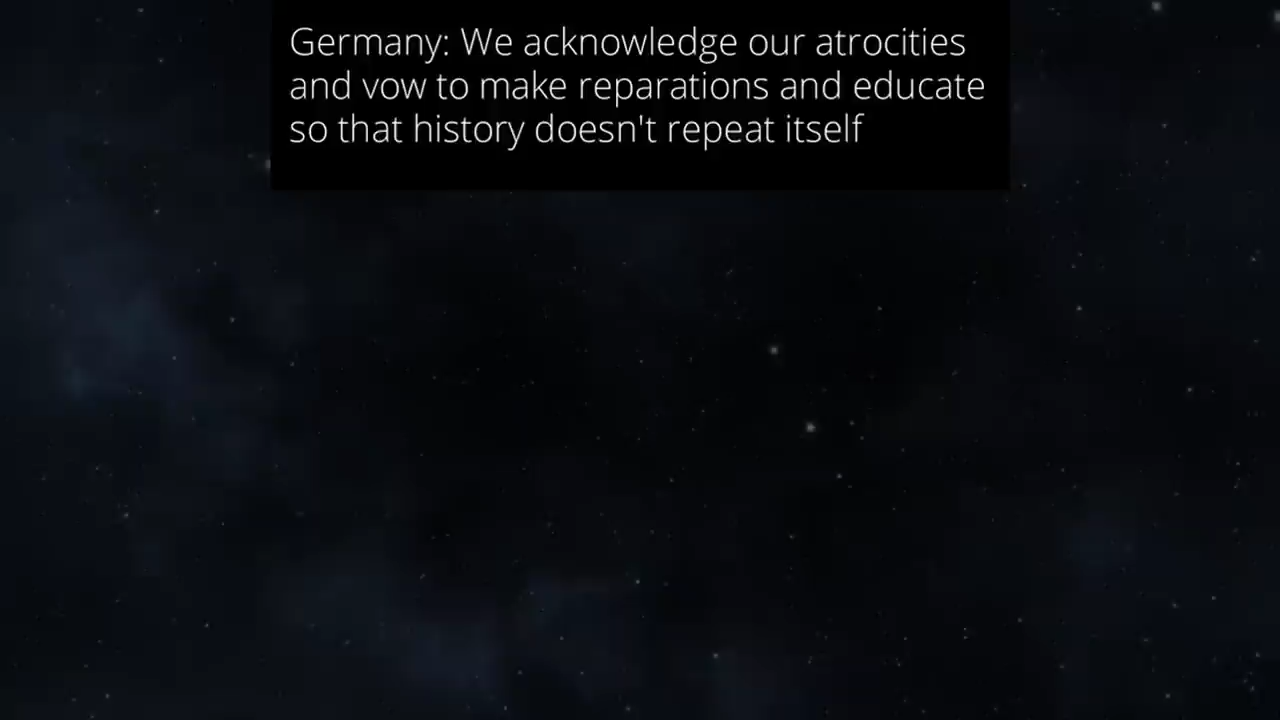 Germany: We acknowledge our atrocities
and vow to make reparations and educate
so that history doesn't repeat itself